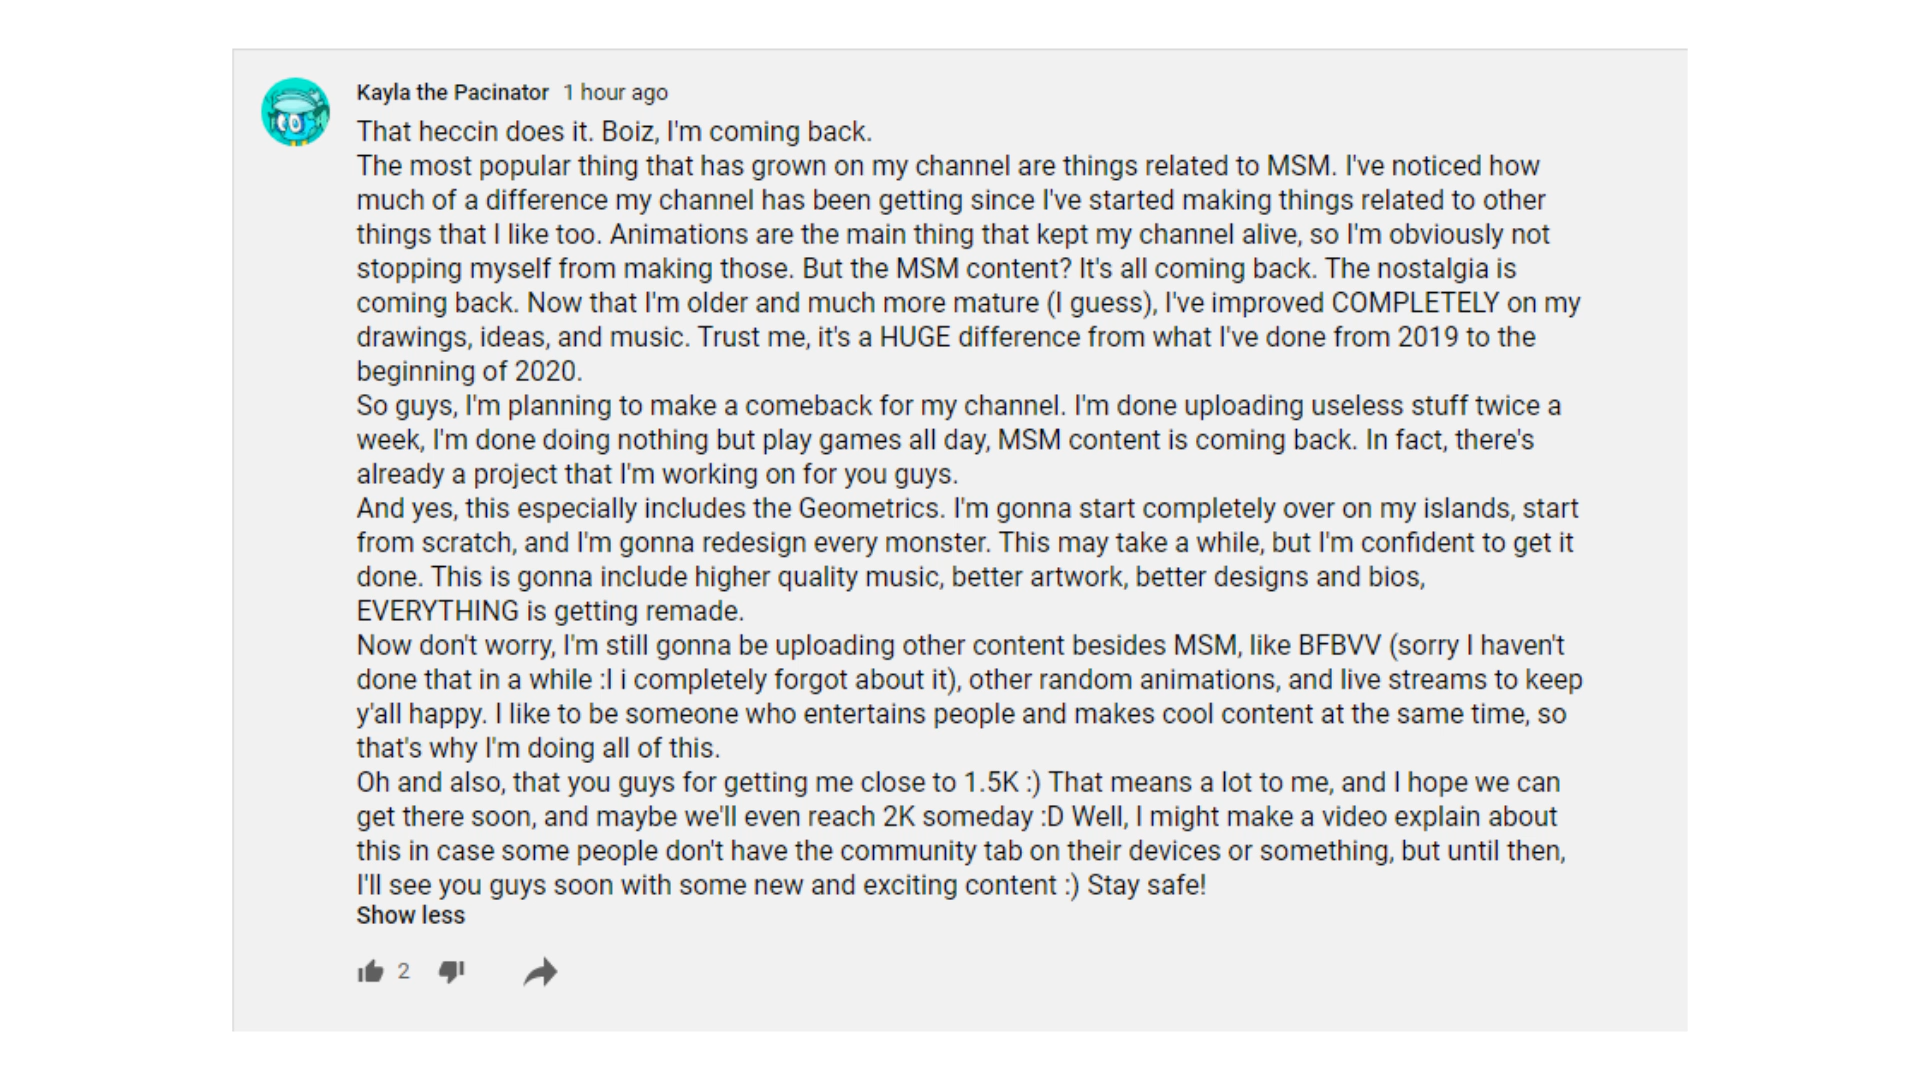 Kayla the Pacinator 1 hour ago
That heccin does it. Boiz, I'm coming back.
The most popular thing that has grown on my channel are things related to MSM. I've noticed how
much of a difference my channel has been getting since I've started making things related to other
things that I like too. Animations are the main thing that kept my channel alive, so I'm obviously not
stopping myself from making those. But the MSM content? It's all coming back. The nostalgia is
coming back. Now that I'm older and much more mature (I guess), I've improved COMPLETELY on my
drawings, ideas, and music. Trust me, it's a HUGE difference from what I've done from 2019 to the
beginning of 2020.
So guys, I'm planning to make a comeback for my channel. I'm done uploading useless stuff twice a
week, I'm done doing nothing but play games all day, MSM content is coming back. In fact, there's
already a project that I'm working on for you guys.
And yes, this especially includes the Geometrics. I'm gonna start completely over on my islands, start
from scratch, and I'm gonna redesign every monster. This may take a while, but I'm confident to get it
done. This is gonna include higher quality music, better artwork, better designs and bios,
EVERYTHING is getting remade.
Now don't worry, I'm still gonna be uploading other content besides MSM, like BFBVV (sorry I haven't
done that in a while :l i completely forgot about it), other random animations, and live streams to keep
y'all happy. I like to be someone who entertains people and makes cool content at the same time, so
that's why I'm doing all of this.
Oh and also, that you guys for getting me close to 1.5K :) That means a lot to me, and I hope we can
get there soon, and maybe we'll even reach 2K someday :D Well, I might make a video explain about
this in case some people don't have the community tab on their devices or something, but until then,
I'll see you guys soon with some new and exciting content :) Stay safe!
Show less
2